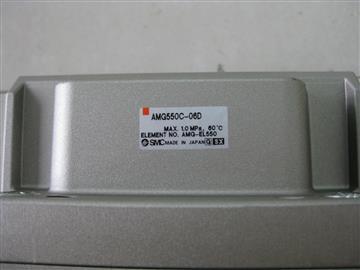 AMG550C-06D
MAX. 1.0 MPa, 60°C
ELEMENT NO. AMG-EL550
SMC MADE IN JAPAN